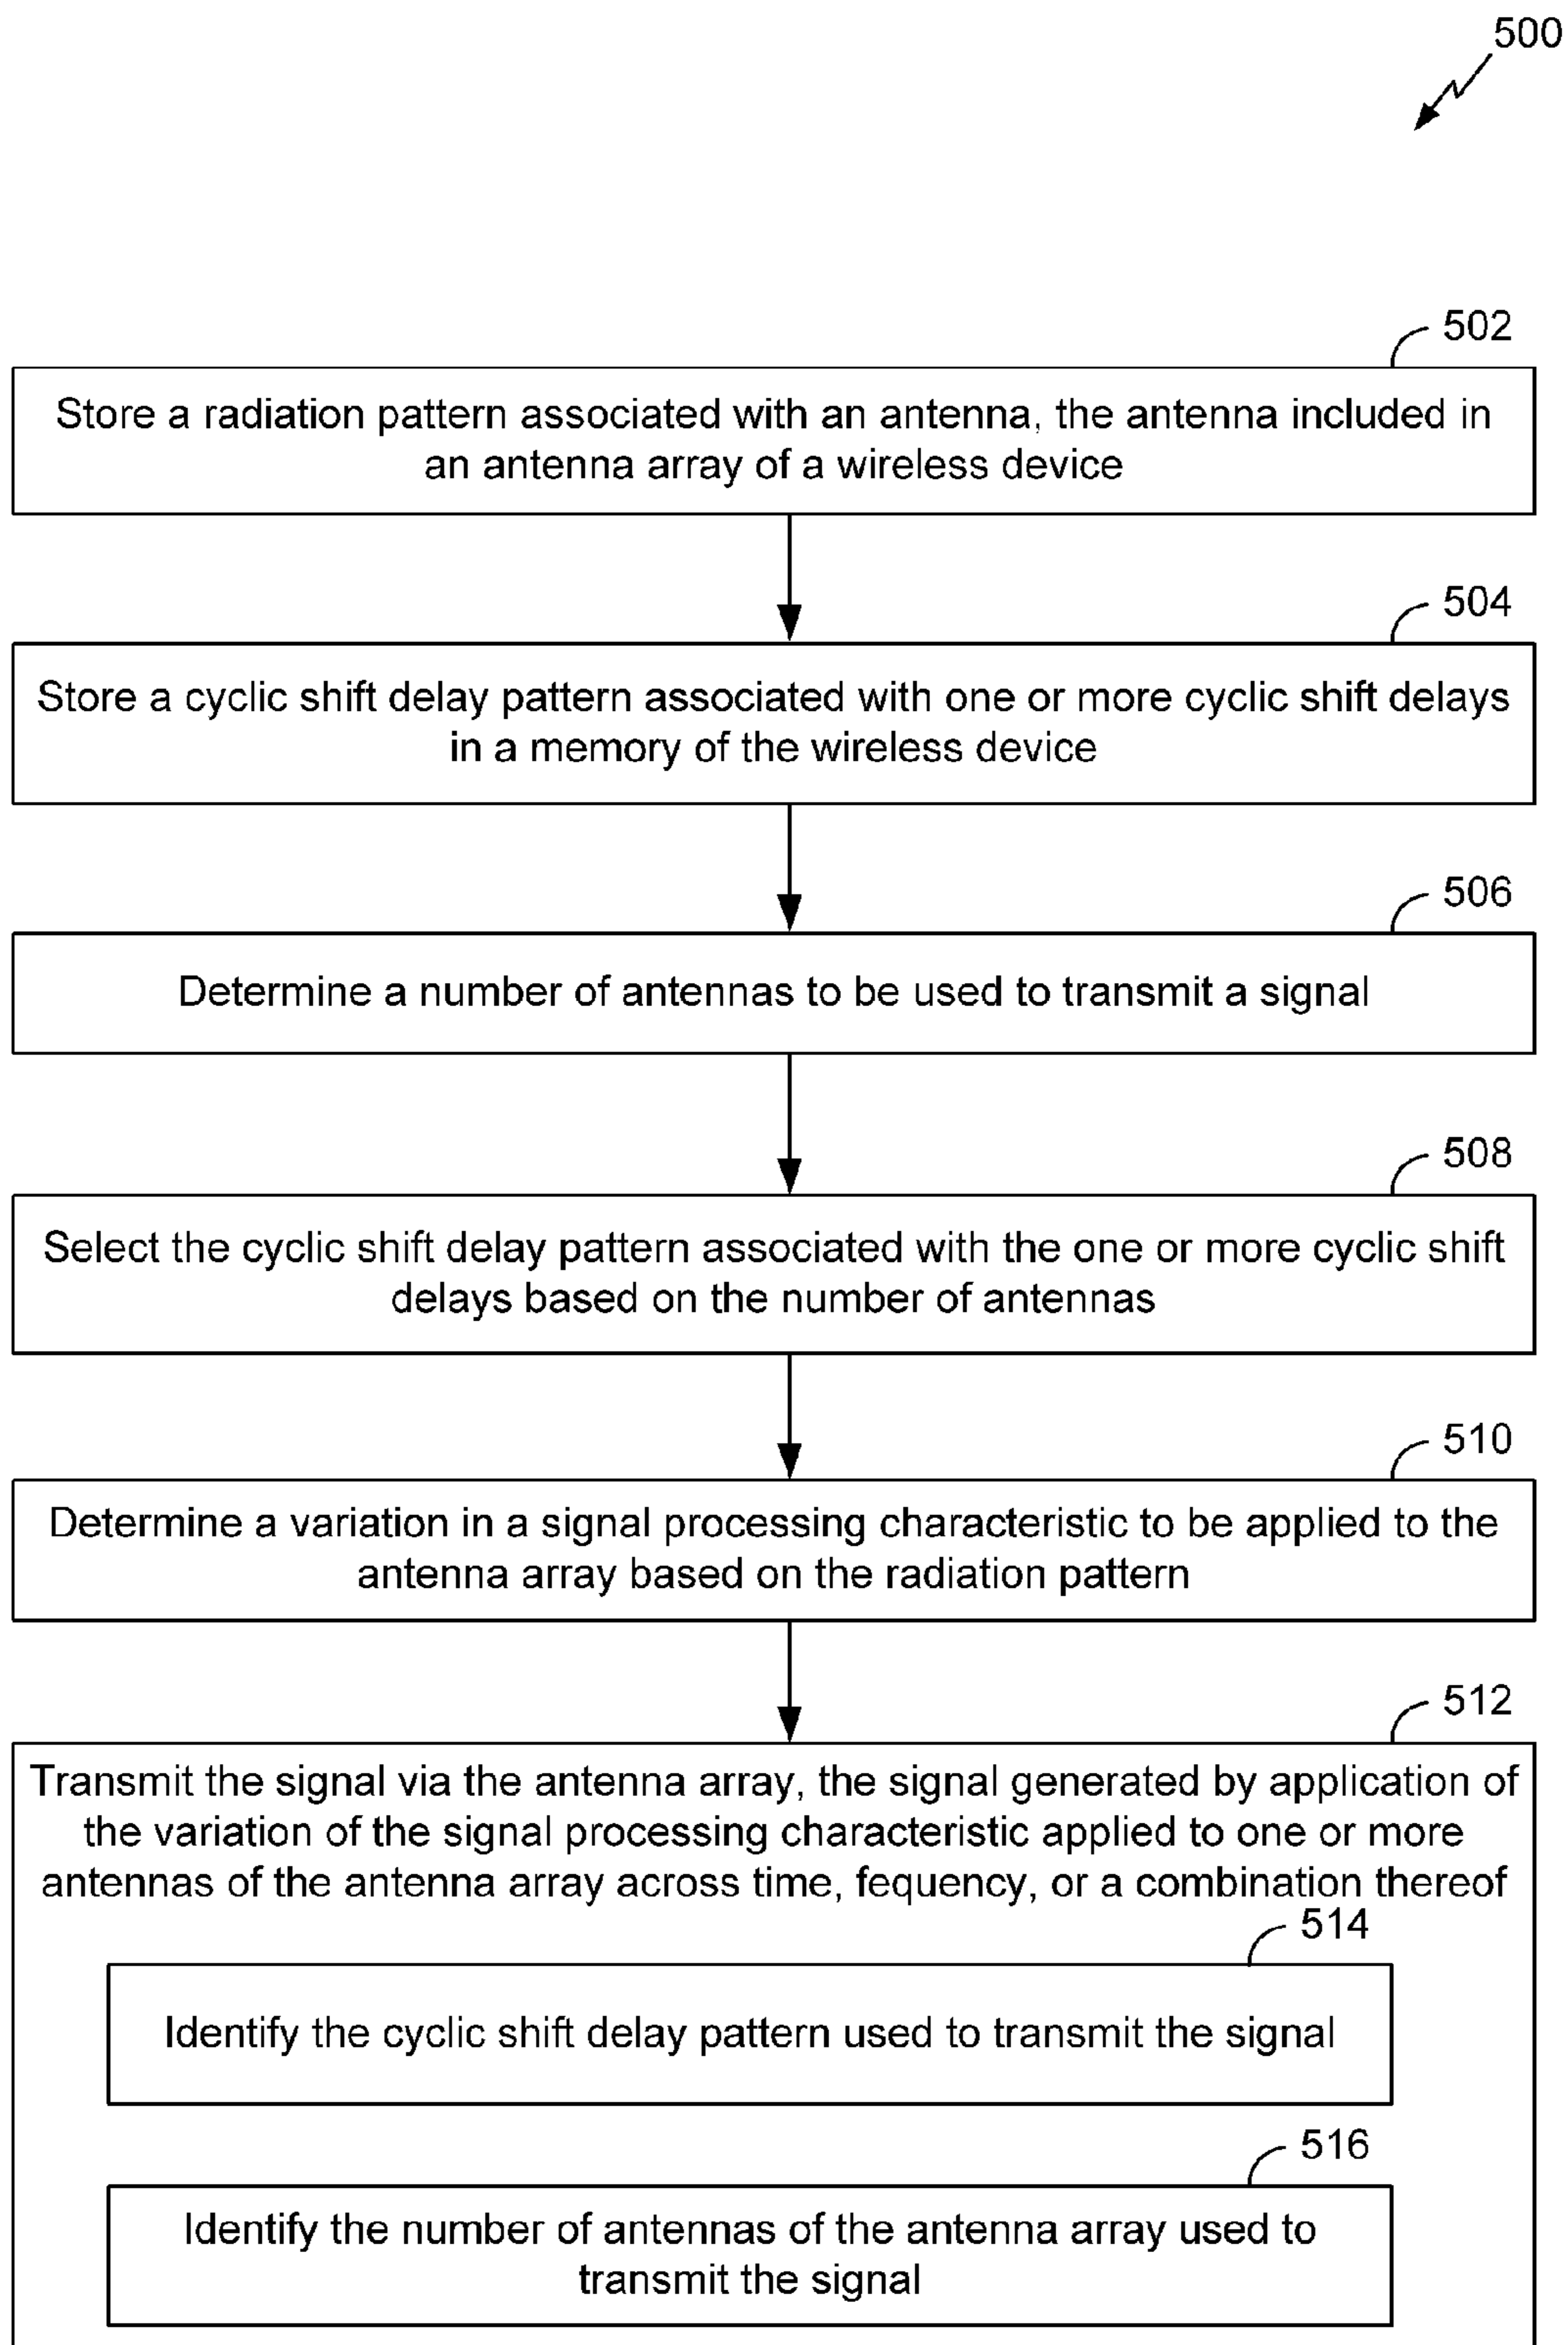 500
502
Store a radiation pattern associated with an antenna, the antenna included in
an antenna array of a wireless device
504
Store a cyclic shift delay pattern associated with one or more cyclic shift delays
in a memory of the wireless device
506
Determine a number of antennas to be used to transmit a signal
508
Select the cyclic shift delay pattern associated with the one or more cyclic shift
delays based on the number of antennas
510
Determine a variation in a signal processing characteristic to be applied to the
antenna array based on the radiation pattern
512
Transmit the signal via the antenna array, the signal generated by application of
the variation of the signal processing characteristic applied to one or more
antennas of the antenna array across time, fequency, or a combination thereof
514
Identify the cyclic shift delay pattern used to transmit the signal
516
Identify the number of antennas of the antenna array used to
transmit the signal